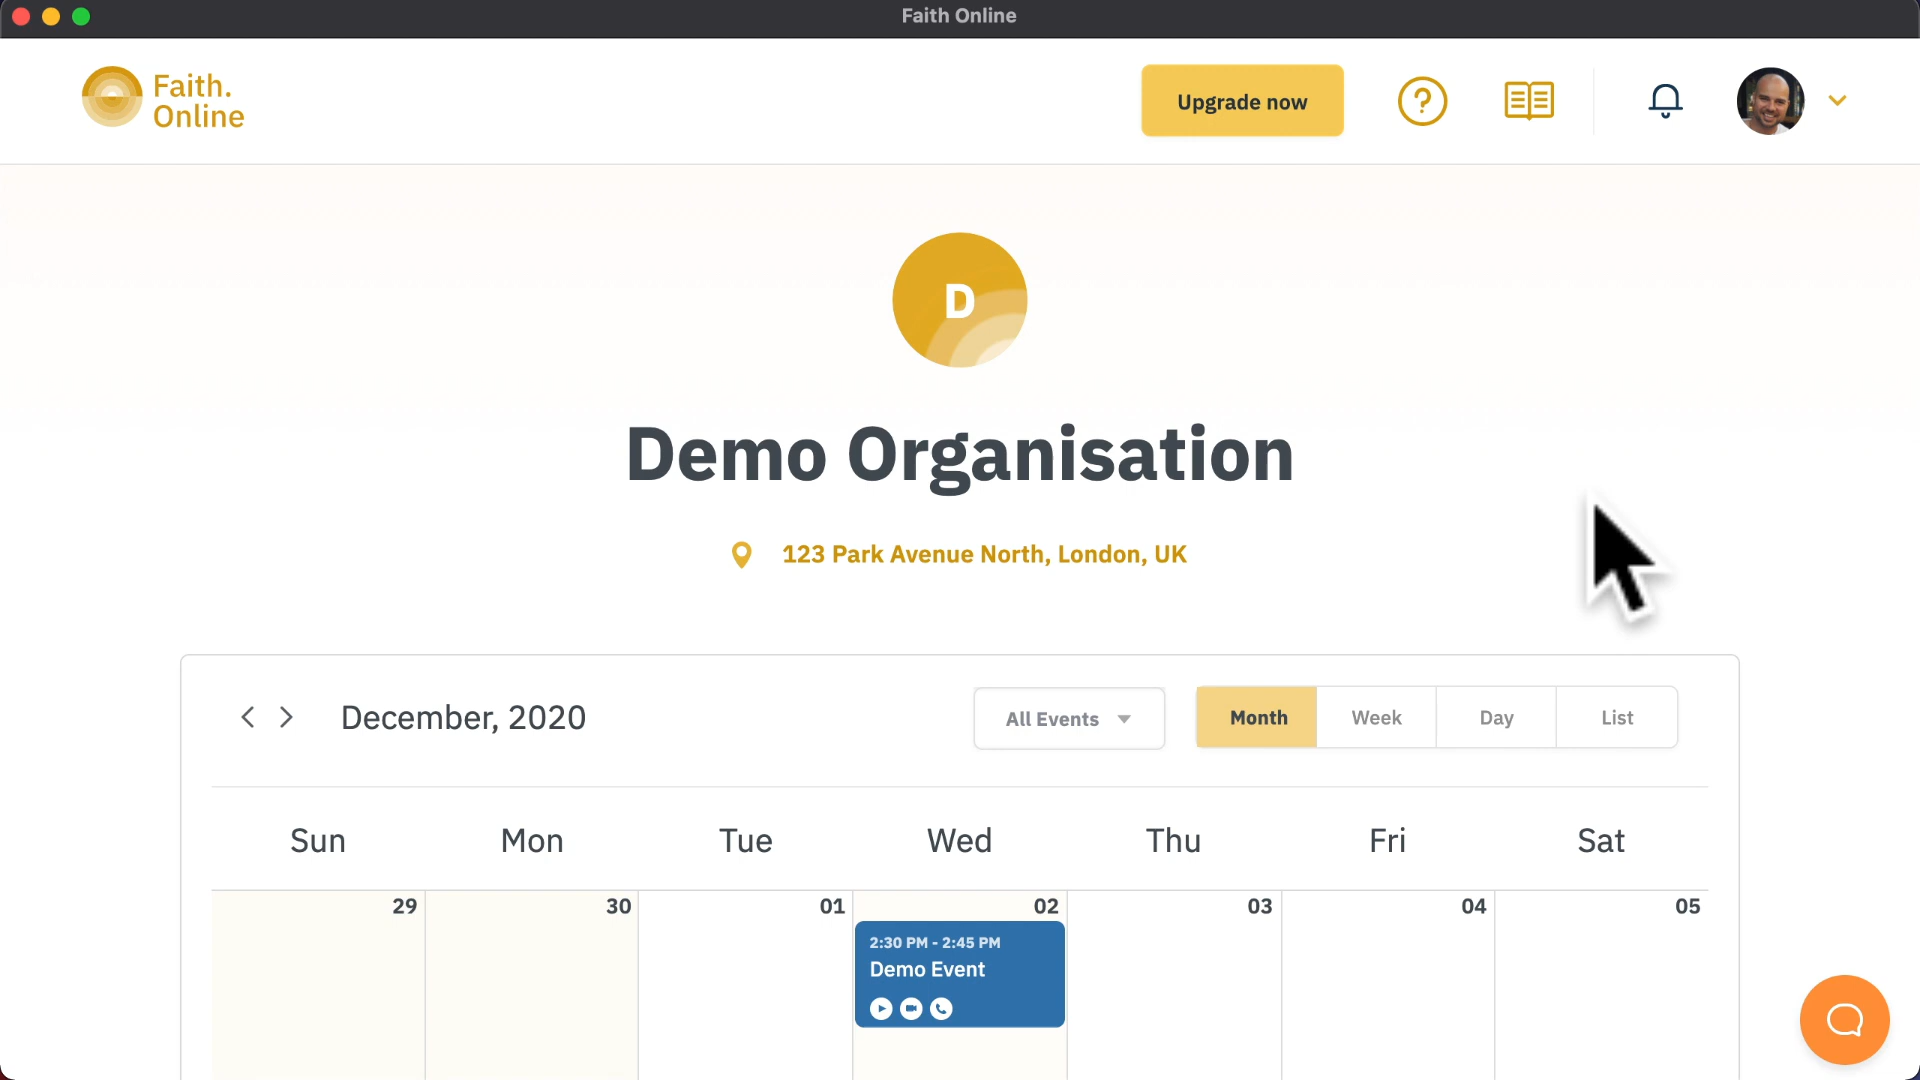 Faith Online
Faith.
Online
Upgrade now
D
Demo Organisation
123 Park Avenue North, London, UK
December, 2020
All Events
Month Week Day List
Sun Mon Tue Wed Thu Fri Sat
29 30 01 02 03 04 05
2:30 PM - 2:45 PM
Demo Event